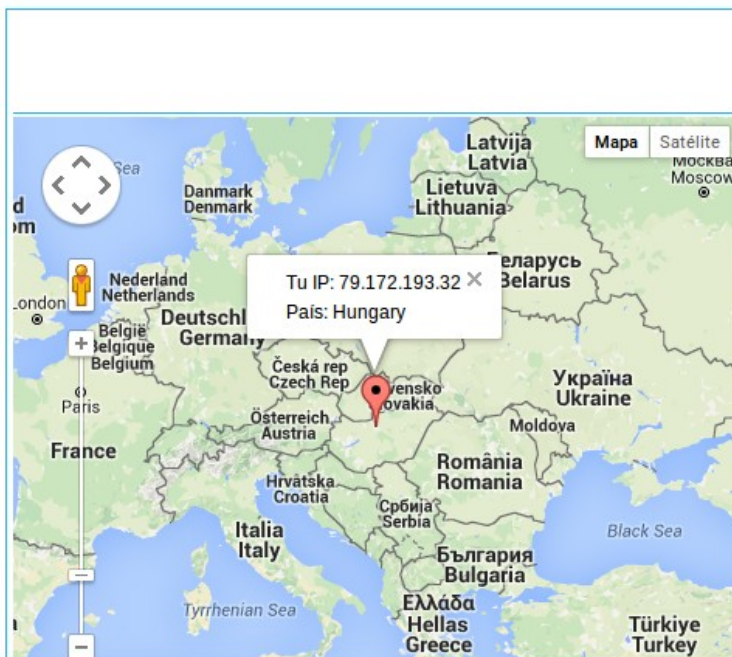 Latvija
Latvia
Mapa
Satélite
Москва
Moscow
Sea
Danmark
Denmark
Lietuva
Lithuania
d
om
Беларусь
Belarus
Tu IP: 79.172.193.32
País: Hungary
Nederland
Netherlands
London
België
Belgique
Belgium
Deutschl
Germany
Česká rep
Czech Rep
vensko
ovakia
Україна
Ukraine
Paris
Österreich
Austria
Moldova
France
România
Romania
Hrvatska
Croatia
Србија
Serbia
Italia
Italy
Black Sea
България
Bulgaria
Tyrrhenian Sea
Ελλάδα
Hellas
Greece
Türkiye
Turkey